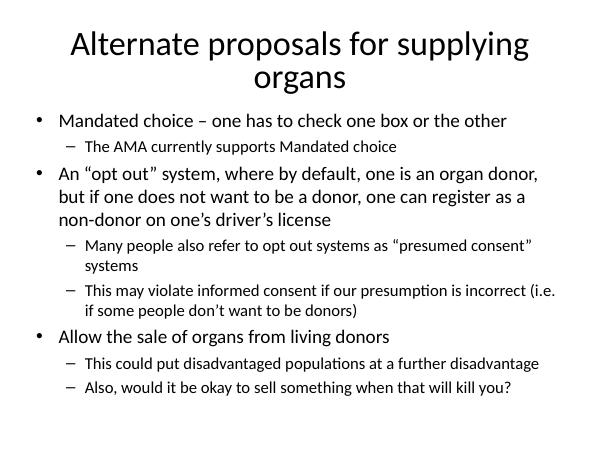 Alternate proposals for supplying
organs
• Mandated choice – one has to check one box or the other
– The AMA currently supports Mandated choice
• An “opt out” system, where by default, one is an organ donor,
but if one does not want to be a donor, one can register as a
non-donor on one’s driver’s license
– Many people also refer to opt out systems as “presumed consent”
systems
– This may violate informed consent if our presumption is incorrect (i.e.
if some people don’t want to be donors)
• Allow the sale of organs from living donors
– This could put disadvantaged populations at a further disadvantage
– Also, would it be okay to sell something when that will kill you?